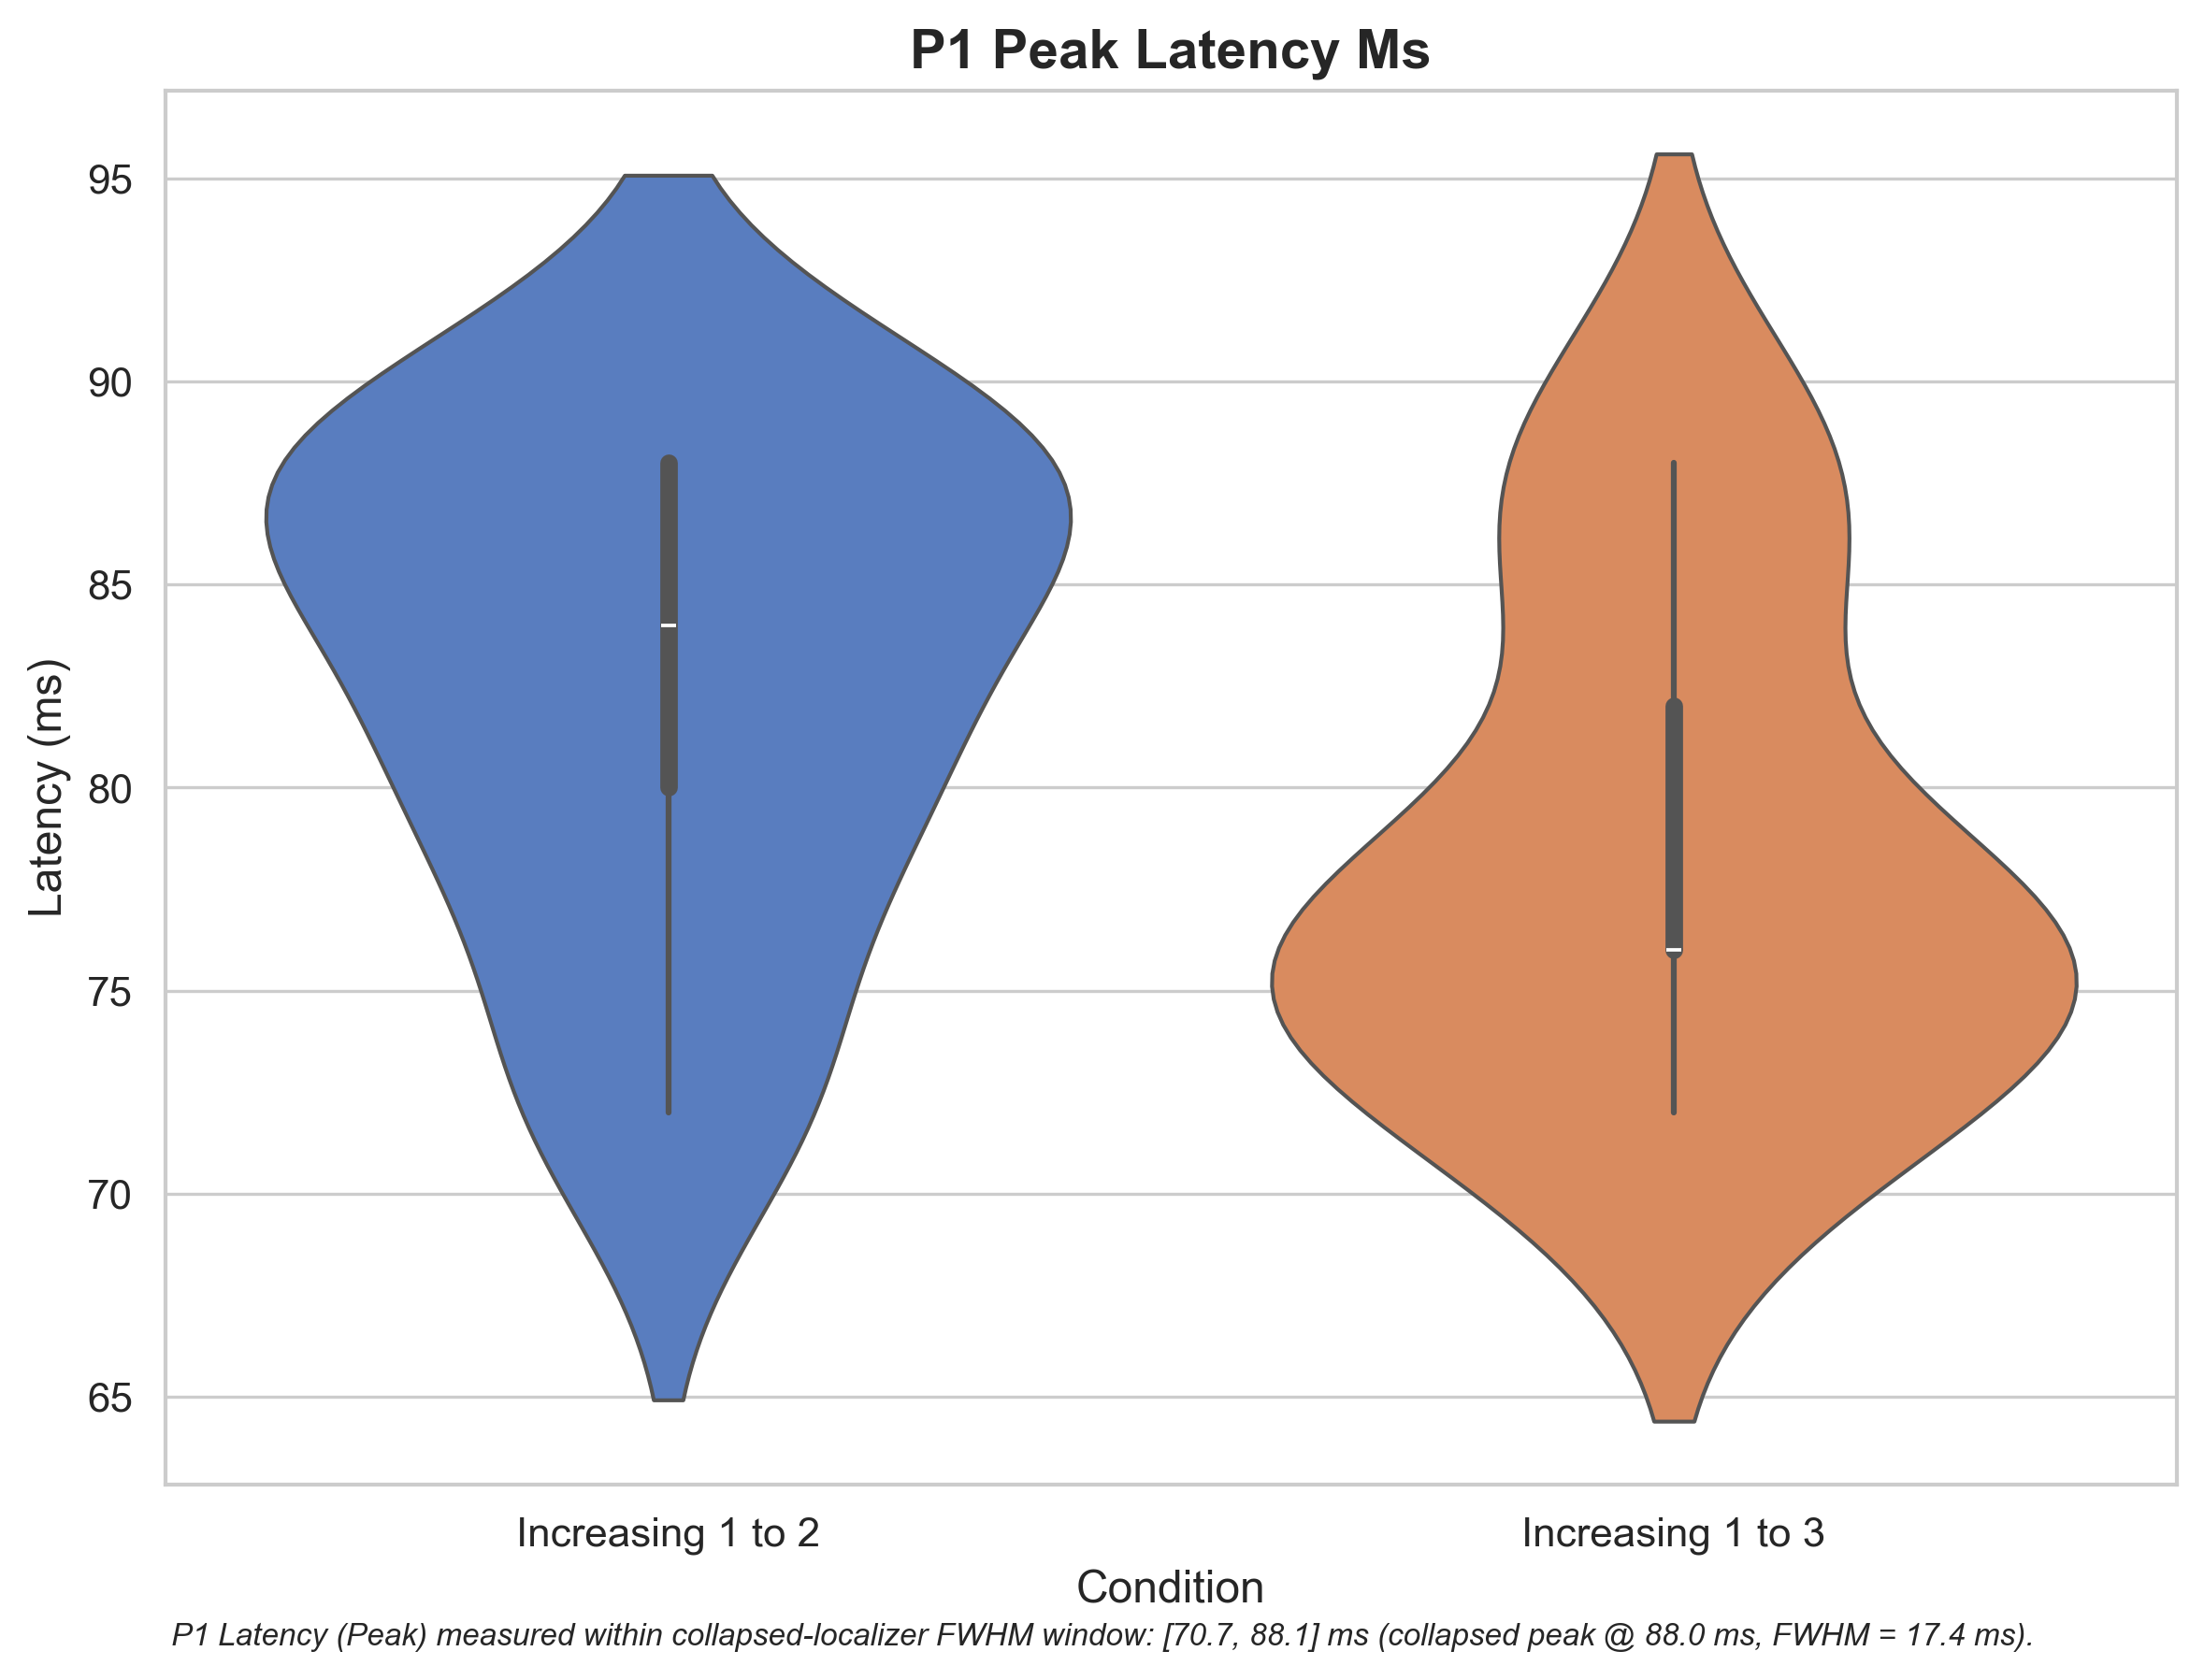 P1 Peak Latency Ms
95
90
85
80
75
70
65
Latency (ms)
Increasing 1 to 2
Increasing 1 to 3
Condition
P1 Latency (Peak) measured within collapsed-localizer FWHM window: [70.7, 88.1] ms (collapsed peak @ 88.0 ms, FWHM = 17.4 ms).